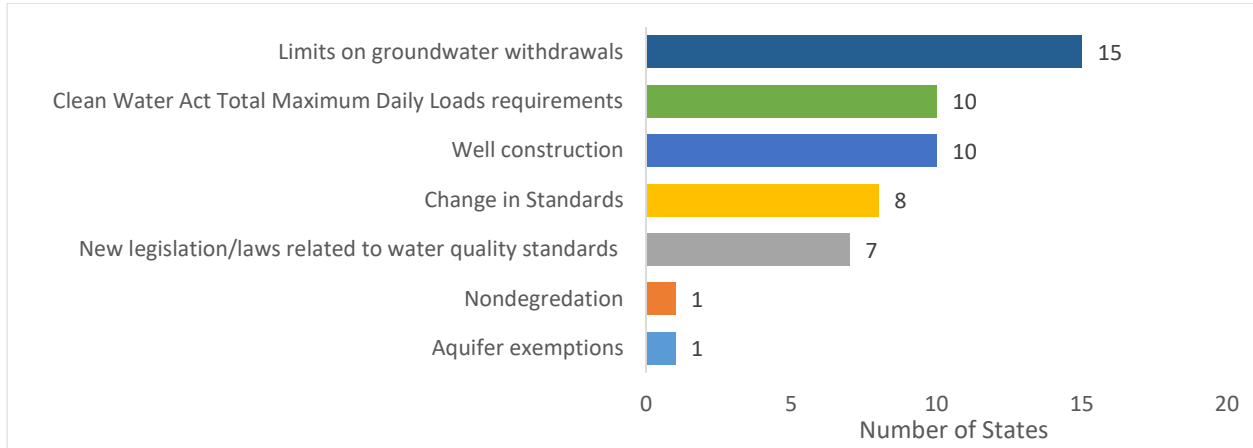 Limits on groundwater withdrawals 15
Clean Water Act Total Maximum Daily Loads requirements 10
Well construction 10
Change in Standards 8
New legislation/laws related to water quality standards 7
Nondegredation 1
Aquifer exemptions 1
0 5 10 15 20
Number of States